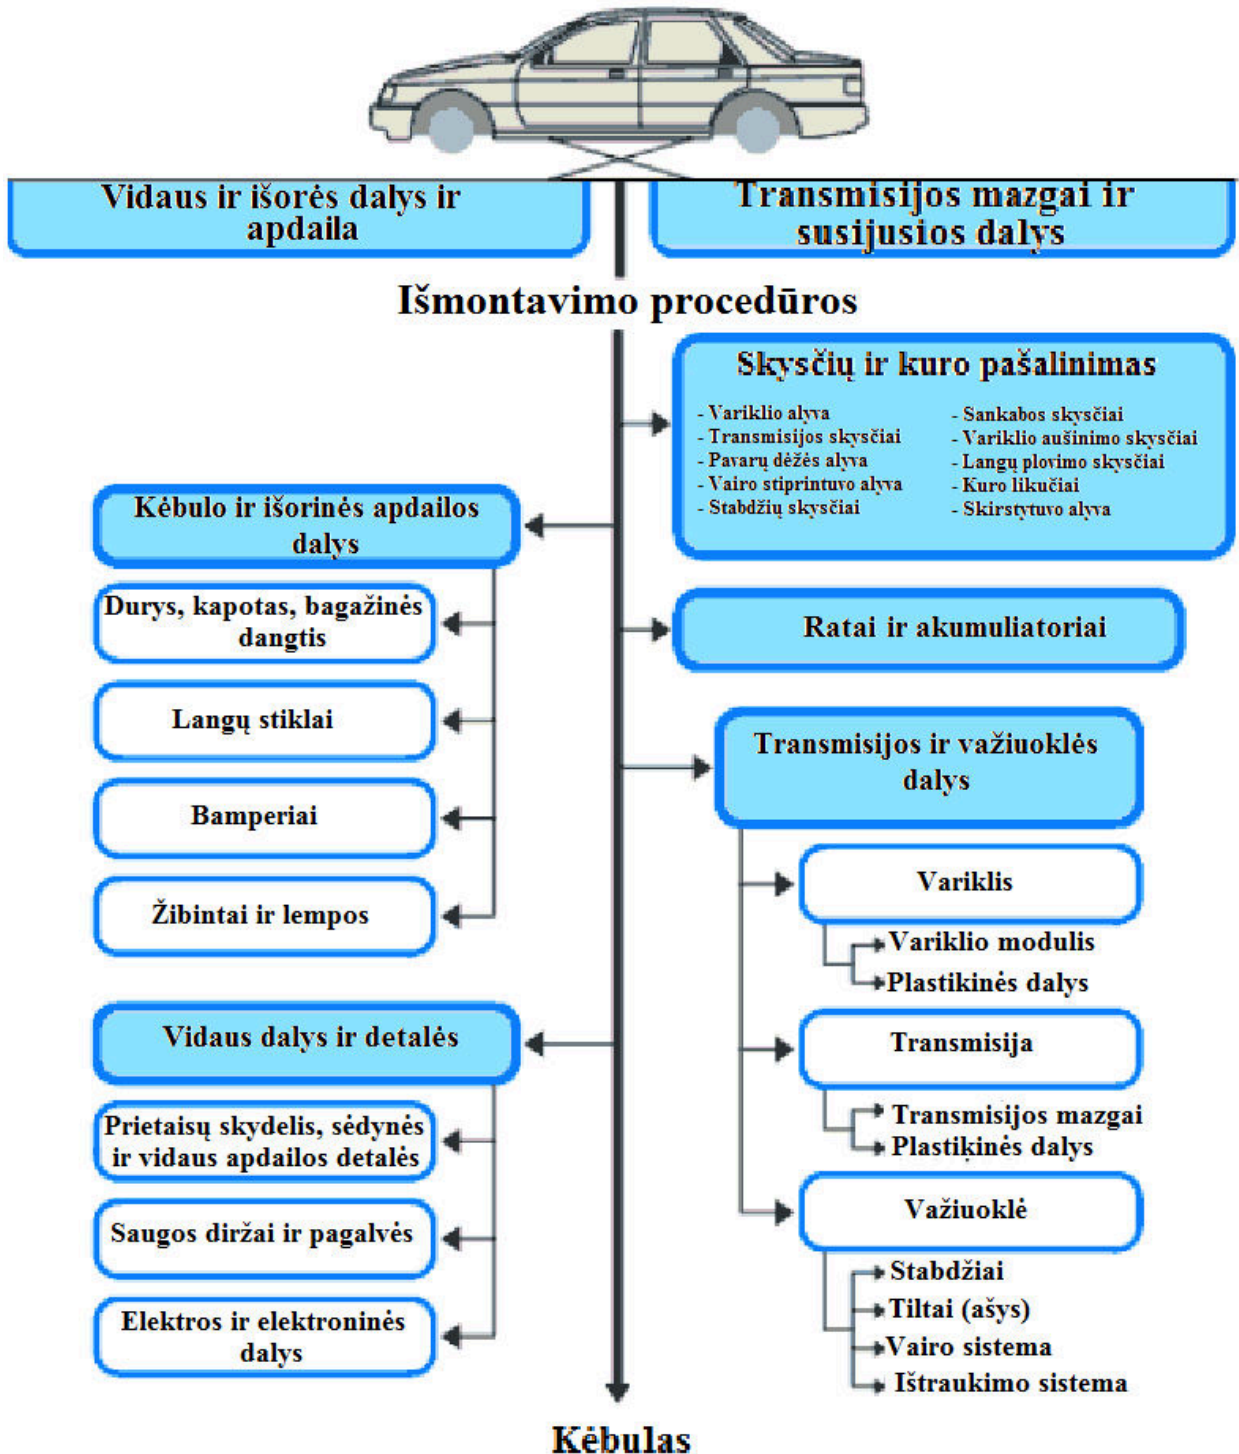 Vidaus ir išorės dalys ir
apdaila
Transmisijos mazgai ir
susijusios dalys
Išmontavimo procedūros
Skysčių ir kuro pašalinimas
- Variklio alyva
- Transmisijos skysčiai
- Pavarų dėžės alyva
- Vairo stiprintuvo alyva
- Stabdžių skysčiai
- Sankabos skysčiai
- Variklio aušinimo skysčiai
- Langų plovimo skysčiai
- Kuro likučiai
- Skirstytuvo alyva
Kėbulo ir išorinės apdailos
dalys
Durys, kapotas, bagažinės
dangtis
Langų stiklai
Bamperiai
Žibintai ir lempos
Ratai ir akumuliatoriai
Transmisijos ir važiuoklės
dalys
Variklis
Variklio modulis
Plastikinės dalys
Transmisija
Transmisijos mazgai
Plastikinės dalys
Važiuoklė
Stabdžiai
Tiltai (ašys)
Vairo sistema
Ištraukimo sistema
Vidaus dalys ir detalės
Prietaisų skydelis, sėdynės
ir vidaus apdailos detalės
Saugos diržai ir pagalvės
Elektros ir elektroninės
dalys
Kėbulas